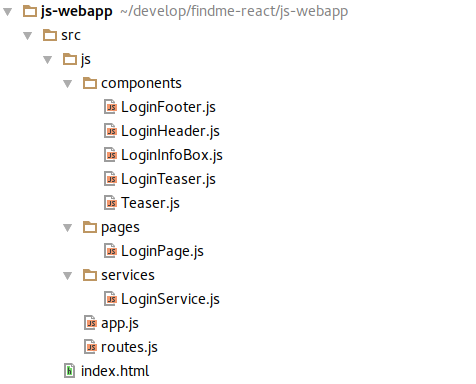 js-webapp ~/develop/findme-react/js-webapp
src
js
components
LoginFooter.js
LoginHeader.js
LoginInfoBox.js
LoginTeaser.js
Teaser.js
pages
LoginPage.js
services
LoginService.js
app.js
routes.js
index.html